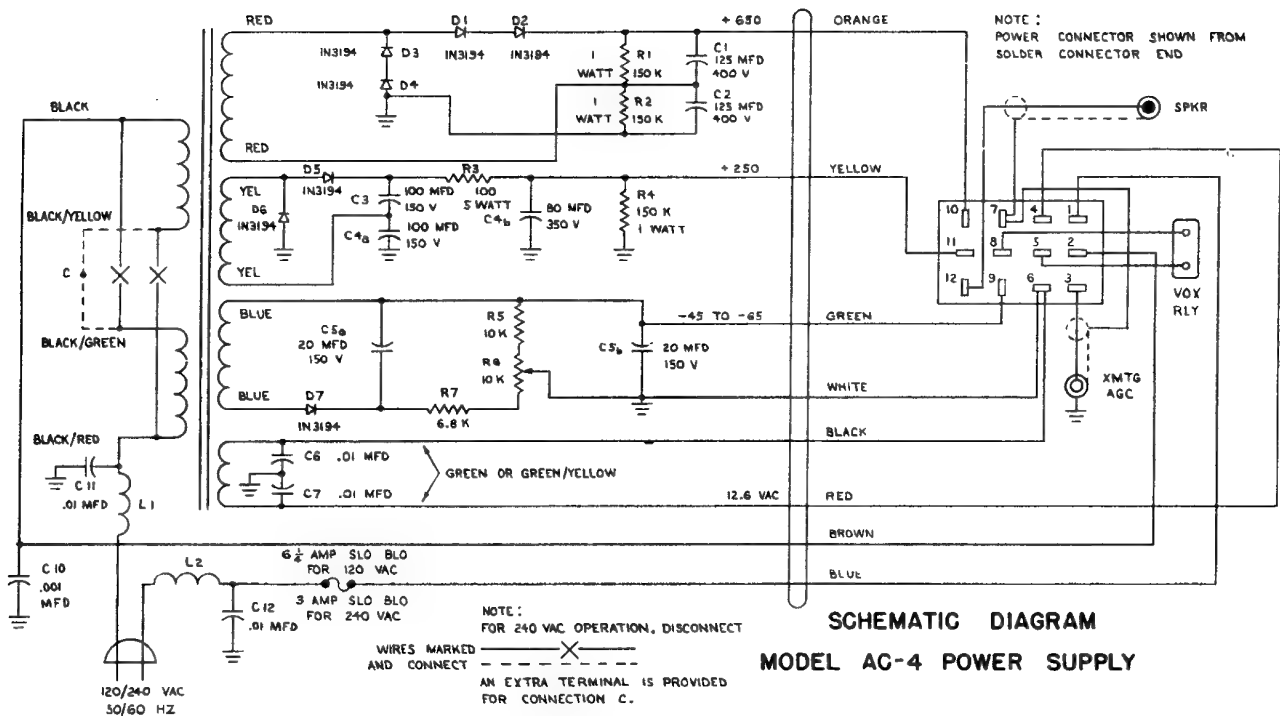 RED
D1
D2
+650
ORANGE
NOTE:
POWER CONNECTOR SHOWN FROM
SOLDER CONNECTOR END
1N3194
D3
1N3194
1N3194
D4
1
WATT
R1
150 K
C1
125 MFD
400 V
1
WATT
R2
150 K
C2
125 MFD
400 V
BLACK
SPKR
RED
D5
1N3194
R3
100
5 WATT
+250
YELLOW
YEL
D6
1N3194
C3
100 MFD
150 V
C4a
100 MFD
150 V
C4b
80 MFD
350 V
R4
150 K
1 WATT
BLACK/YELLOW
C
YEL
10
7
4
1
11
8
5
2
12
9
6
3
VOX
RLY
BLUE
C5a
20 MFD
150 V
R5
10 K
R6
10 K
-45 TO -65
GREEN
C5b
20 MFD
150 V
BLACK/GREEN
BLUE
D7
1N3194
R7
6.8 K
WHITE
XMTG
AGC
BLACK/RED
C11
.01 MFD
L1
C6 .01 MFD
C7 .01 MFD
GREEN OR GREEN/YELLOW
BLACK
12.6 VAC
RED
BROWN
C10
.001
MFD
L2
6 1/4 AMP SLO BLO
FOR 120 VAC
3 AMP SLO BLO
FOR 240 VAC
BLUE
C12
.01 MFD
NOTE:
FOR 240 VAC OPERATION, DISCONNECT
WIRES MARKED
AND CONNECT
AN EXTRA TERMINAL IS PROVIDED
FOR CONNECTION C.
120/240 VAC
50/60 HZ
SCHEMATIC DIAGRAM
MODEL AC-4 POWER SUPPLY